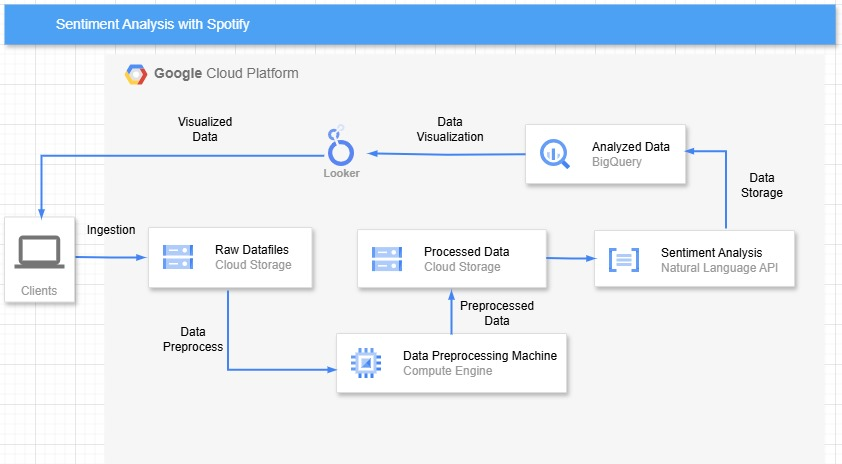 Sentiment Analysis with Spotify
Google Cloud Platform
Visualized
Data
Data
Visualization
Looker
Analyzed Data
BigQuery
Data
Storage
Ingestion
Clients
Raw Datafiles
Cloud Storage
Processed Data
Cloud Storage
Sentiment Analysis
Natural Language API
Data
Preprocess
Preprocessed
Data
Data Preprocessing Machine
Compute Engine